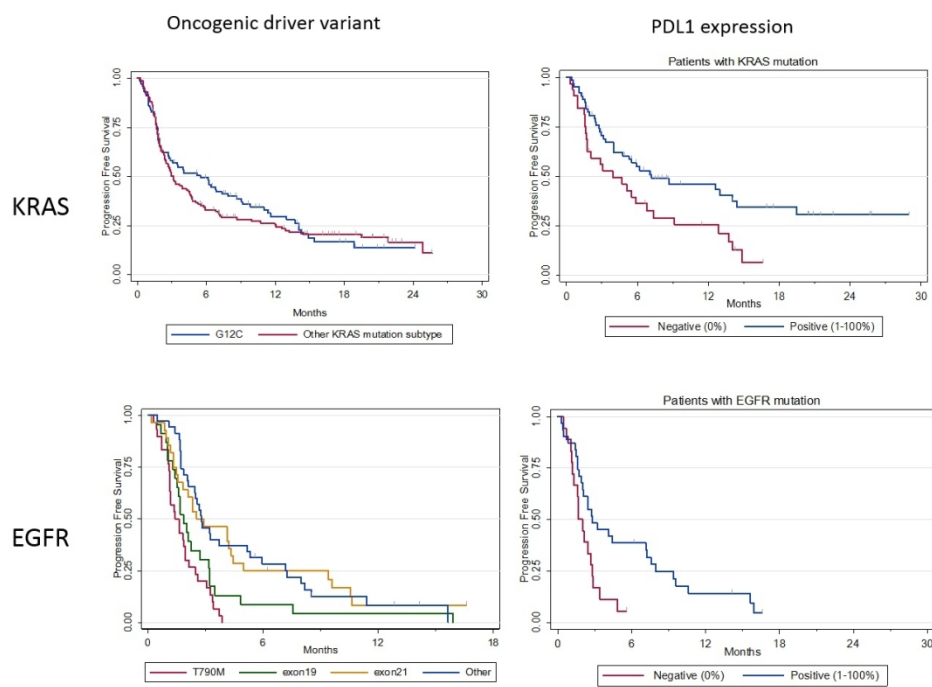 Oncogenic driver variant
PDL1 expression
KRAS
Progression Free Survival
1.00
0.75
0.50
0.25
0.00
0 6 12 18 24 30
Months
G12C Other KRAS mutation subtype
Patients with KRAS mutation
Progression Free Survival
1.00
0.75
0.50
0.25
0.00
0 6 12 18 24 30
Months
Negative (0%) Positive (1-100%)
EGFR
Progression Free Survival
1.00
0.75
0.50
0.25
0.00
0 6 12 18
Months
T790M exon19 exon21 Other
Patients with EGFR mutation
Progression Free Survival
1.00
0.75
0.50
0.25
0.00
0 6 12 18 24 30
Months
Negative (0%) Positive (1-100%)